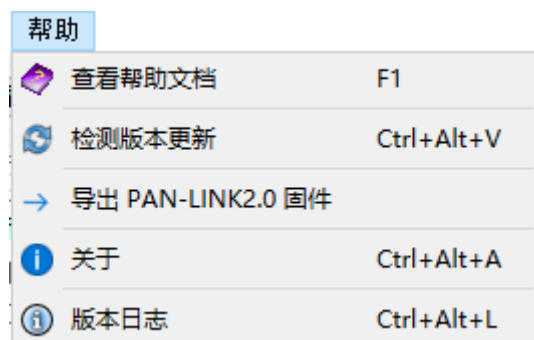 帮助
查看帮助文档 F1
检测版本更新 Ctrl+Alt+V
导出 PAN-LINK2.0 固件
关于 Ctrl+Alt+A
版本日志 Ctrl+Alt+L